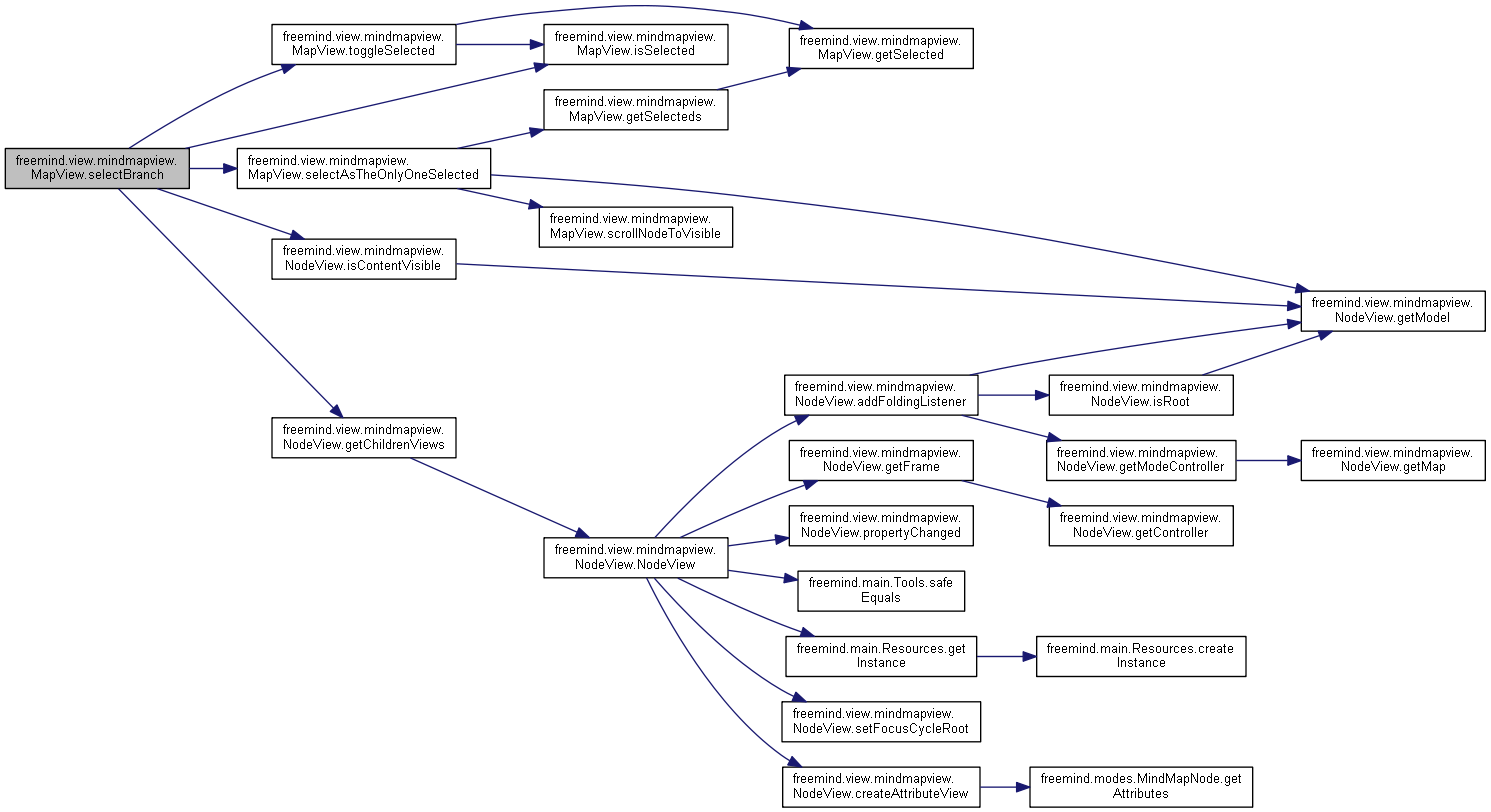 freemind.view.mindmapview.
MapView.selectBranch
freemind.view.mindmapview.
MapView.toggleSelected
freemind.view.mindmapview.
MapView.isSelected
freemind.view.mindmapview.
MapView.getSelected
freemind.view.mindmapview.
MapView.getSelecteds
freemind.view.mindmapview.
MapView.selectAsTheOnlyOneSelected
freemind.view.mindmapview.
MapView.scrollNodeToVisible
freemind.view.mindmapview.
NodeView.isContentVisible
freemind.view.mindmapview.
NodeView.getModel
freemind.view.mindmapview.
NodeView.getChildrenViews
freemind.view.mindmapview.
NodeView.NodeView
freemind.view.mindmapview.
NodeView.addFoldingListener
freemind.view.mindmapview.
NodeView.isRoot
freemind.view.mindmapview.
NodeView.getModeController
freemind.view.mindmapview.
NodeView.getMap
freemind.view.mindmapview.
NodeView.getFrame
freemind.view.mindmapview.
NodeView.getController
freemind.view.mindmapview.
NodeView.propertyChanged
freemind.main.Tools.safe
Equals
freemind.main.Resources.get
Instance
freemind.main.Resources.create
Instance
freemind.view.mindmapview.
NodeView.setFocusCycleRoot
freemind.view.mindmapview.
NodeView.createAttributeView
freemind.modes.MindMapNode.get
Attributes